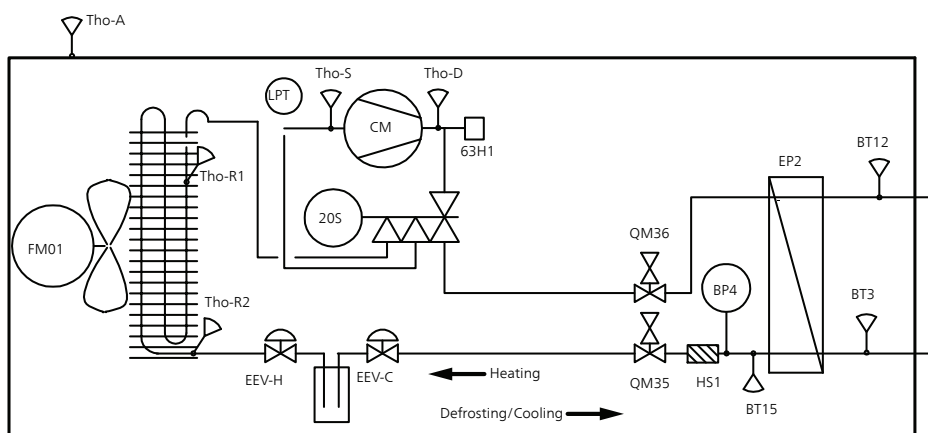 Tho-A
Tho-S
Tho-D
LPT
CM
63H1
BT12
EP2
Tho-R1
20S
QM36
FM01
BP4
BT3
Tho-R2
EEV-H
EEV-C
Heating
QM35
HS1
BT15
Defrosting/Cooling